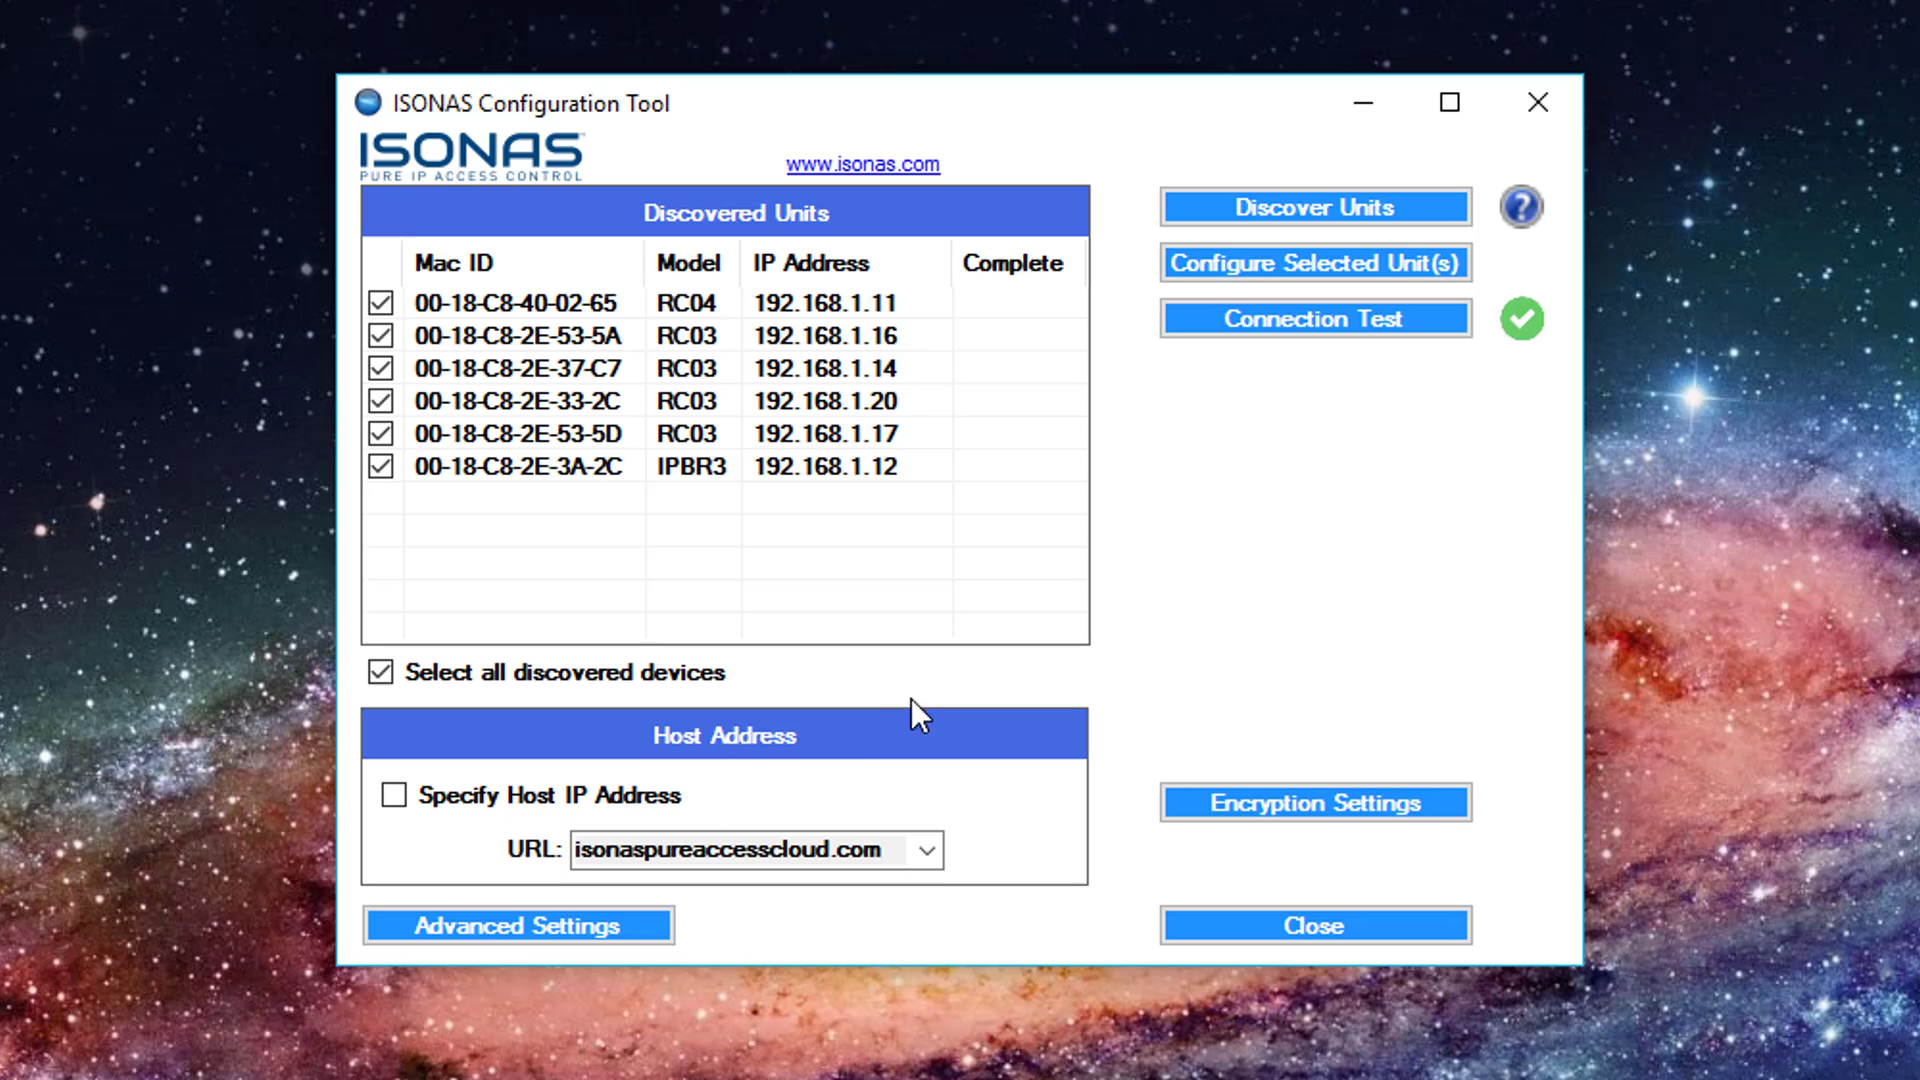 ISONAS Configuration Tool
ISONAS
PURE IP ACCESS CONTROL
www.isonas.com
Discovered Units
Mac ID Model IP Address Complete
00-18-C8-40-02-65 RC04 192.168.1.11
00-18-C8-2E-53-5A RC03 192.168.1.16
00-18-C8-2E-37-C7 RC03 192.168.1.14
00-18-C8-2E-33-2C RC03 192.168.1.20
00-18-C8-2E-53-5D RC03 192.168.1.17
00-18-C8-2E-3A-2C IPBR3 192.168.1.12
Select all discovered devices
Host Address
Specify Host IP Address
URL: isonaspureaccesscloud.com
Advanced Settings
Discover Units
?
Configure Selected Unit(s)
Connection Test
Encryption Settings
Close